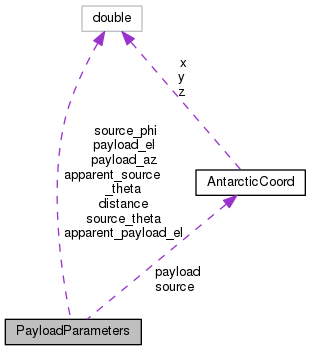 double
x
y
z
source_phi
payload_el
payload_az
apparent_source
_theta
distance
source_theta
apparent_payload_el
AntarcticCoord
payload
source
PayloadParameters